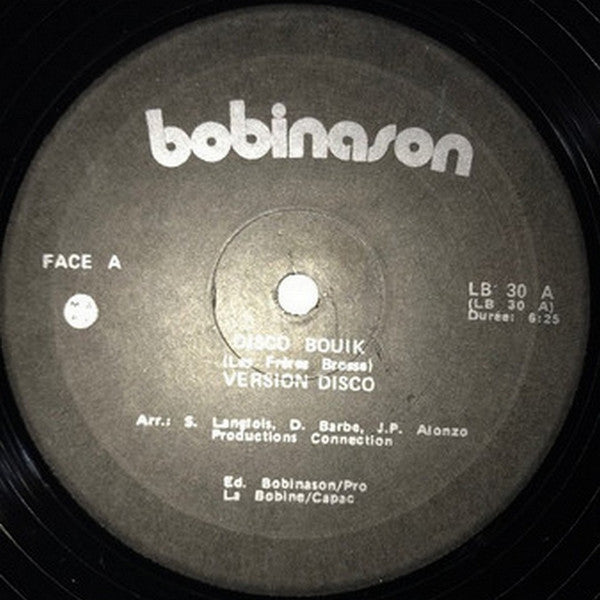 bobinason
FACE A
LB 30 A
(LB 30 A)
Durée: 6:25
DISCO BOUIK
(Les Frères Brosse)
VERSION DISCO
Arr.: S. Langlois, D. Barbe, J.P. Alonzo
Productions Connection
Ed. Bobinason/Pro
La Bobine/Capac